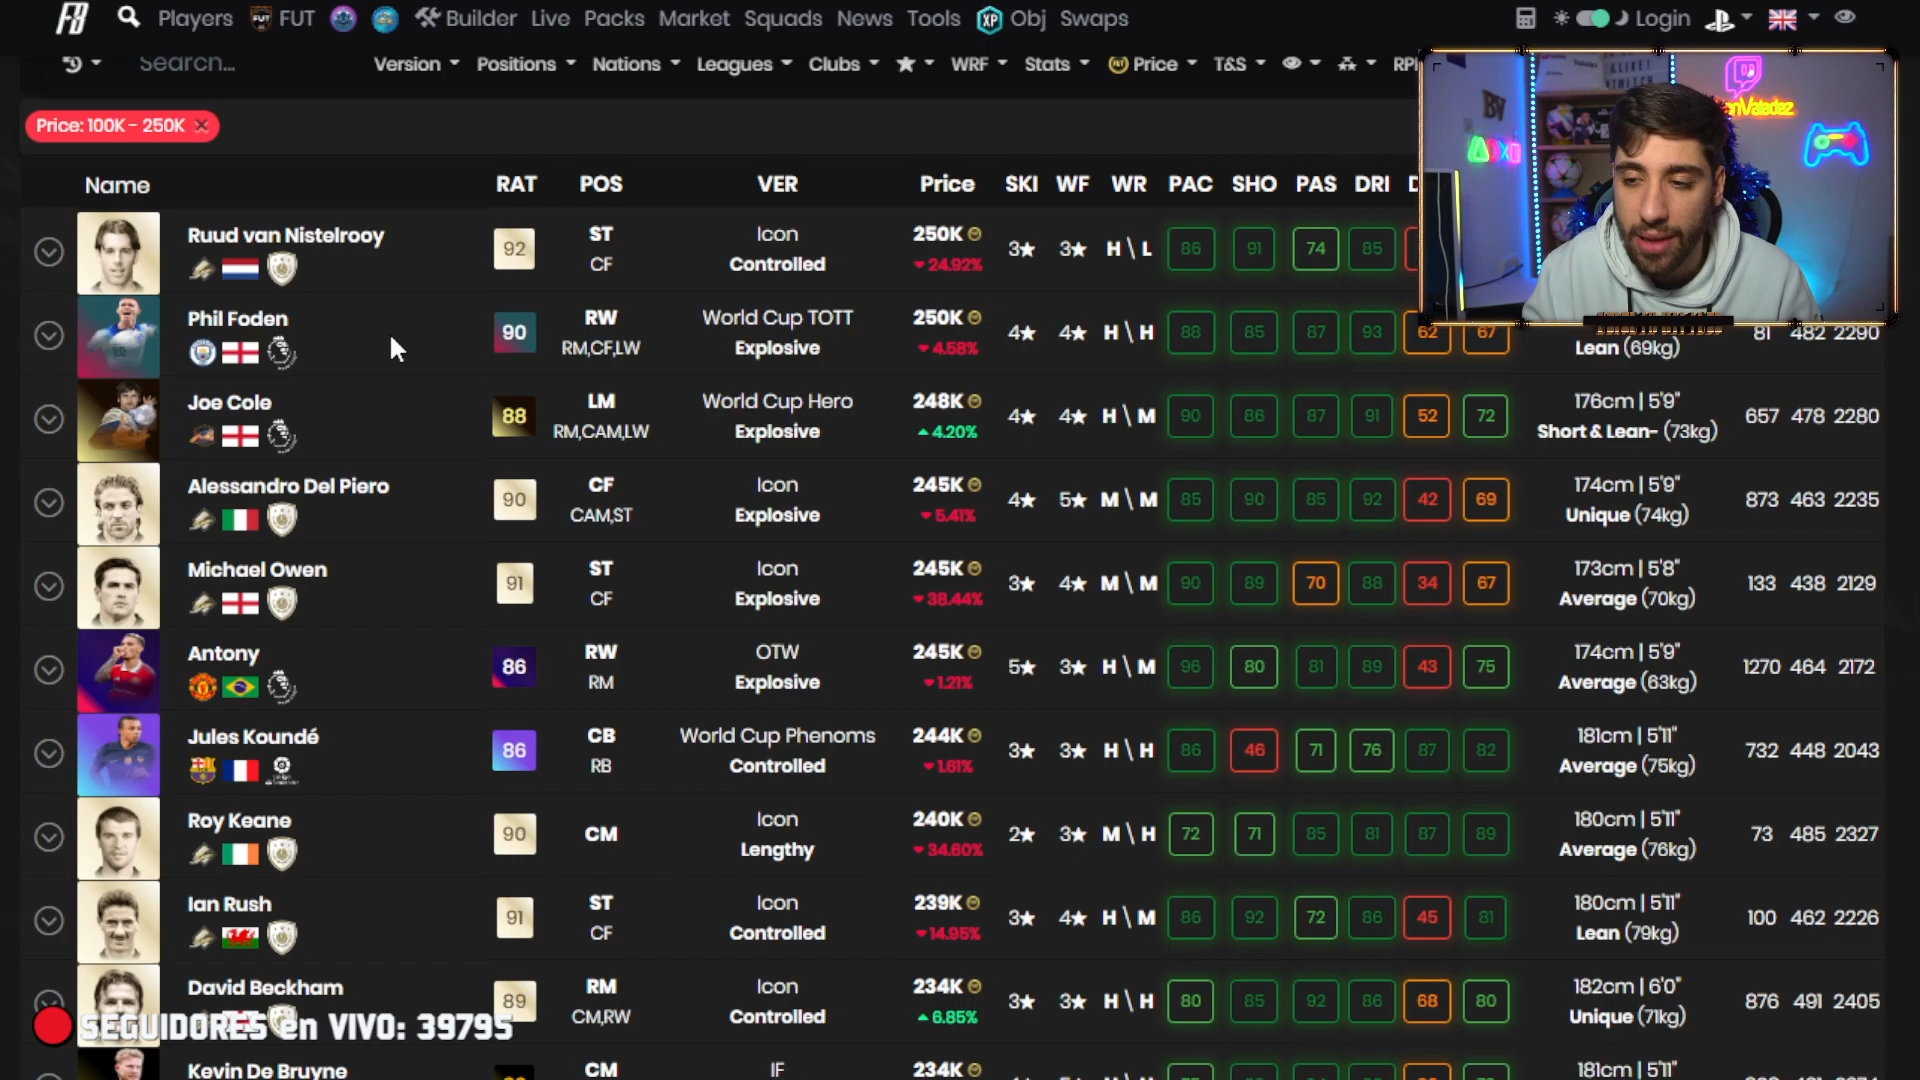 FB Players FUT Builder Live Packs Market Squads News Tools XP Obj Swaps Login
Search... Version Positions Nations Leagues Clubs WRF Stats Price T&S
Price: 100K - 250K
Name RAT POS VER Price SKI WF WR PAC SHO PAS DRI
Ruud van Nistelrooy 92 ST Icon 250K 3★ 3★ H \ L 86 91 74 85
CF Controlled 24.92%
Phil Foden 90 RW World Cup TOTT 250K 4★ 4★ H \ H 88 85 87 93 62 67 81 482 2290
RM,CF,LW Explosive 4.58% Lean (69kg)
Joe Cole 88 LM World Cup Hero 248K 4★ 4★ H \ M 90 86 87 91 52 72 176cm | 5'9" 657 478 2280
RM,CAM,LW Explosive 4.20% Short & Lean- (73kg)
Alessandro Del Piero 90 CF Icon 245K 4★ 5★ M \ M 85 90 85 92 42 69 174cm | 5'9" 873 463 2235
CAM,ST Explosive 5.41% Unique (74kg)
Michael Owen 91 ST Icon 245K 3★ 4★ M \ M 90 89 70 88 34 67 173cm | 5'8" 133 438 2129
CF Explosive 38.44% Average (70kg)
Antony 86 RW OTW 245K 5★ 3★ H \ M 96 80 81 89 43 75 174cm | 5'9" 1270 464 2172
RM Explosive 1.21% Average (63kg)
Jules Koundé 86 CB World Cup Phenoms 244K 3★ 3★ H \ H 86 46 71 76 87 82 181cm | 5'11" 732 448 2043
RB Controlled 1.61% Average (75kg)
Roy Keane 90 CM Icon 240K 2★ 3★ M \ H 72 71 85 81 87 89 180cm | 5'11" 73 485 2327
Lengthy 34.60% Average (76kg)
Ian Rush 91 ST Icon 239K 3★ 4★ H \ M 86 92 72 86 45 81 180cm | 5'11" 100 462 2226
CF Controlled 14.95% Lean (79kg)
David Beckham 89 RM Icon 234K 3★ 3★ H \ H 80 85 92 86 68 80 182cm | 6'0" 876 491 2405
CM,RW Controlled 6.85% Unique (71kg)
SEGUIDORES en VIVO: 39795
Kevin De Bruyne CM IF 234K 181cm | 5'11"